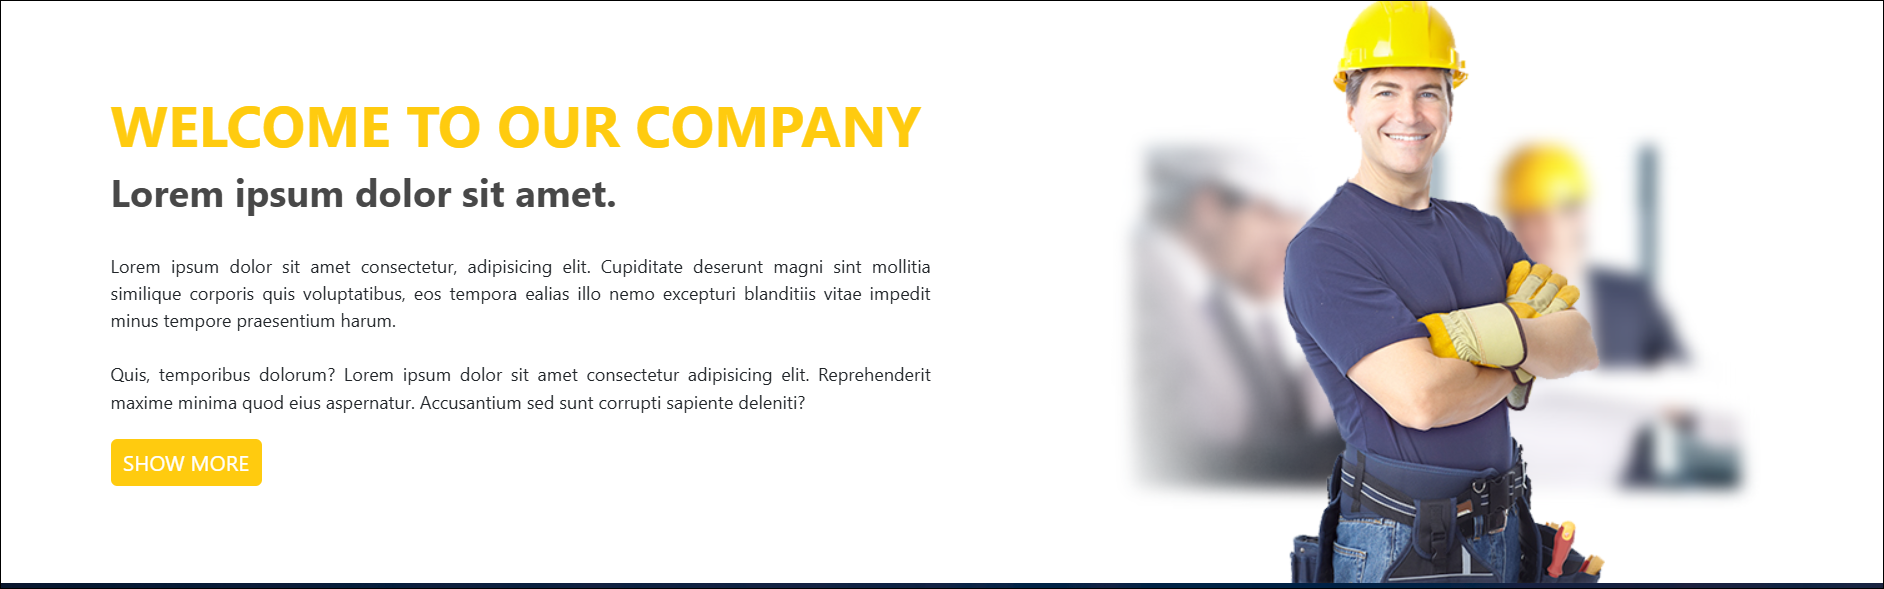 WELCOME TO OUR COMPANY
Lorem ipsum dolor sit amet.
Lorem ipsum dolor sit amet consectetur, adipisicing elit. Cupiditate deserunt magni sint mollitia
similique corporis quis voluptatibus, eos tempora ealias illo nemo excepturi blanditiis vitae impedit
minus tempore praesentium harum.
Quis, temporibus dolorum? Lorem ipsum dolor sit amet consectetur adipisicing elit. Reprehenderit
maxime minima quod eius aspernatur. Accusantium sed sunt corrupti sapiente deleniti?
SHOW MORE